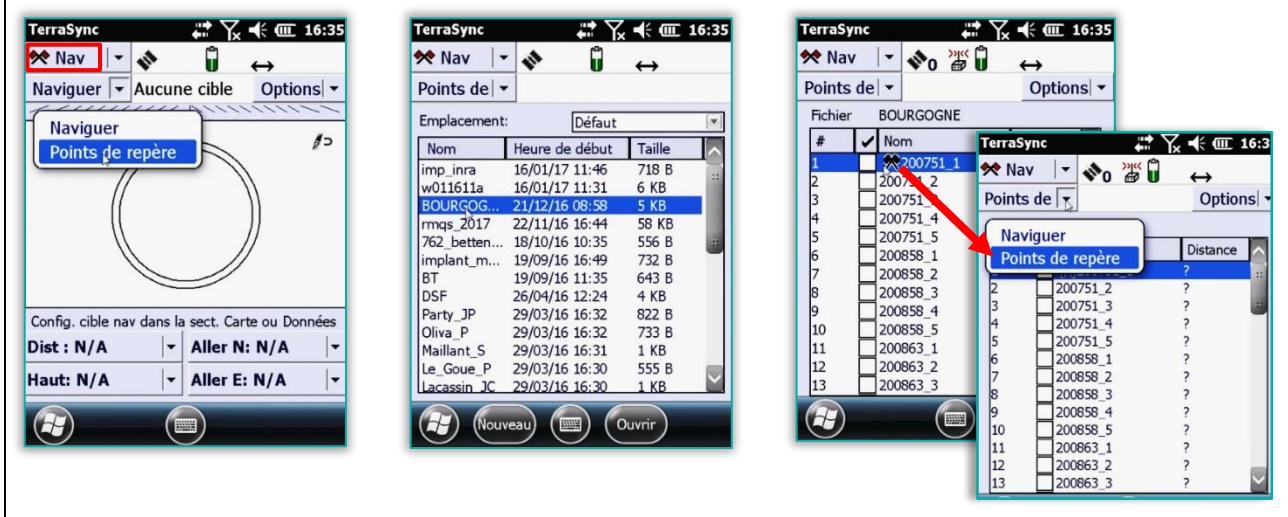 TerraSync 16:35
Nav
Naviguer Aucune cible Options
Naviguer
Points de repère
Config. cible nav dans la sect. Carte ou Données
Dist : N/A Aller N: N/A
Haut: N/A Aller E: N/A
TerraSync 16:35
Nav
Points de
Emplacement: Défaut
Nom Heure de début Taille
imp_inra 16/01/17 11:46 718 B
w011611a 16/01/17 11:31 6 KB
BOURGOG... 21/12/16 08:58 5 KB
rmqs_2017 22/11/16 16:44 58 KB
762_betten... 18/10/16 10:35 556 B
implant_m... 19/09/16 16:49 732 B
BT 19/09/16 11:35 643 B
DSF 26/04/16 12:24 4 KB
Party_JP 29/03/16 16:32 822 B
Oliva_P 29/03/16 16:32 733 B
Maillant_S 29/03/16 16:31 1 KB
Le_Goue_P 29/03/16 16:30 555 B
Lacassin_JC 29/03/16 16:30 1 KB
Nouveau Ouvrir
TerraSync 16:35
Nav 0
Points de Options
Fichier BOURGOGNE
# Nom
1 200751_1
2 200751_2
3 200751
4 200751_4
5 200751_5
6 200858_1
7 200858_2
8 200858_3
9 200858_4
10 200858_5
11 200863_1
12 200863_2
13 200863_3
TerraSync 16:3
Nav 0
Points de Options
Naviguer
Points de repère
Distance
?
2 200751_2 ?
3 200751_3 ?
4 200751_4 ?
5 200751_5 ?
6 200858_1 ?
7 200858_2 ?
8 200858_3 ?
9 200858_4 ?
10 200858_5 ?
11 200863_1 ?
12 200863_2 ?
13 200863_3 ?